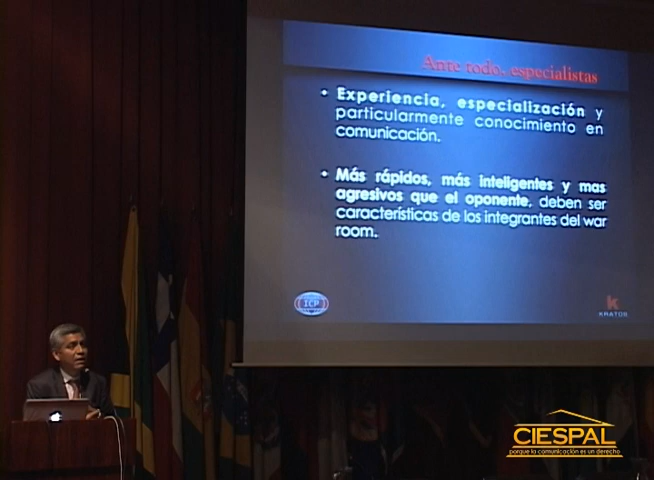 Ante todo, especialistas
• Experiencia, especialización y
particularmente conocimiento en
comunicación.
• Más rápidos, más inteligentes y mas
agresivos que el oponente, deben ser
características de los integrantes del war
room.
ICP
k
KRATOS
CIESPAL
porque la comunicación es un derecho